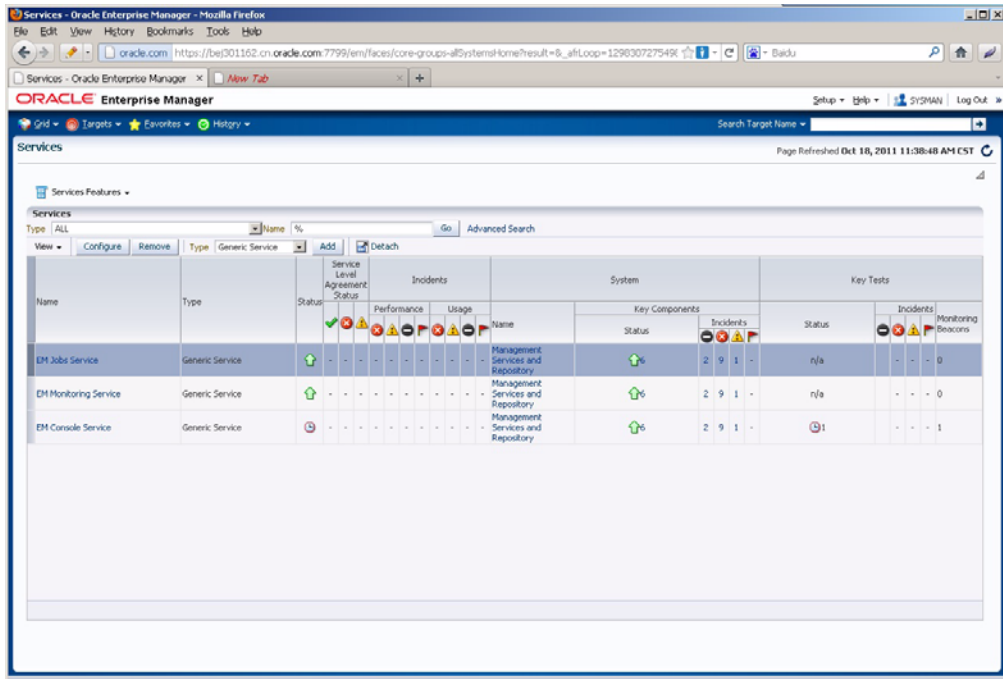 Services - Oracle Enterprise Manager - Mozilla Firefox
File Edit View History Bookmarks Tools Help
oracle.com https://bej301162.cn.oracle.com:7799/em/faces/core-groups-allSystemsHome?result=&_afrLoop=129830727549
Baidu
Services - Oracle Enterprise Manager × New Tab × +
ORACLE Enterprise Manager
Setup Help SYSMAN Log Out »
Grid Targets Favorites History Search Target Name
Services
Page Refreshed Oct 18, 2011 11:38:48 AM CST
Services Features
Services
Type ALL Name % Go Advanced Search
View Configure Remove Type Generic Service Add Detach
Name Type Status Service Level Agreement Status Incidents System Key Tests
Performance Usage Name Key Components Status Incidents Monitoring Beacons
Status Incidents
EM Jobs Service Generic Service - - - - - - - - - - - Management Services and Repository 6 2 9 1 - n/a - - - 0
EM Monitoring Service Generic Service - - - - - - - - - - - Management Services and Repository 6 2 9 1 - n/a - - - 0
EM Console Service Generic Service - - - - - - - - - - - Management Services and Repository 6 2 9 1 - 1 - - - 1